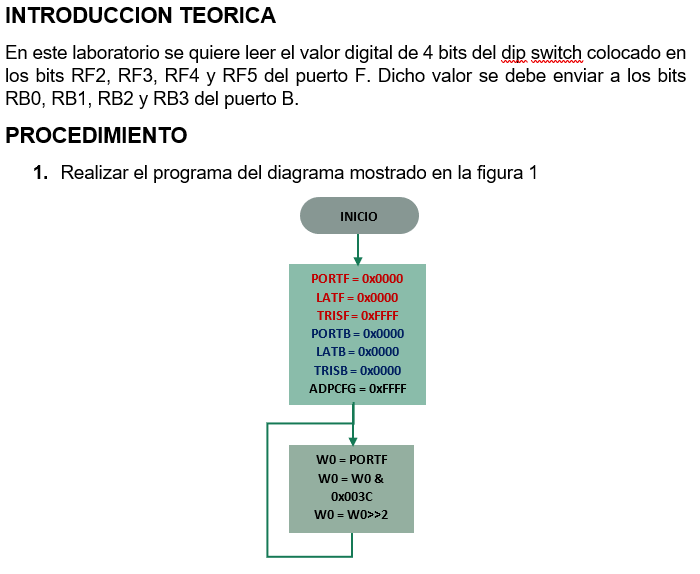 INTRODUCCION TEORICA
En este laboratorio se quiere leer el valor digital de 4 bits del dip switch colocado en
los bits RF2, RF3, RF4 y RF5 del puerto F. Dicho valor se debe enviar a los bits
RB0, RB1, RB2 y RB3 del puerto B.
PROCEDIMIENTO
1. Realizar el programa del diagrama mostrado en la figura 1
INICIO
PORTF = 0x0000
LATF = 0x0000
TRISF = 0xFFFF
PORTB = 0x0000
LATB = 0x0000
TRISB = 0x0000
ADPCFG = 0xFFFF
W0 = PORTF
W0 = W0 &
0x003C
W0 = W0>>2